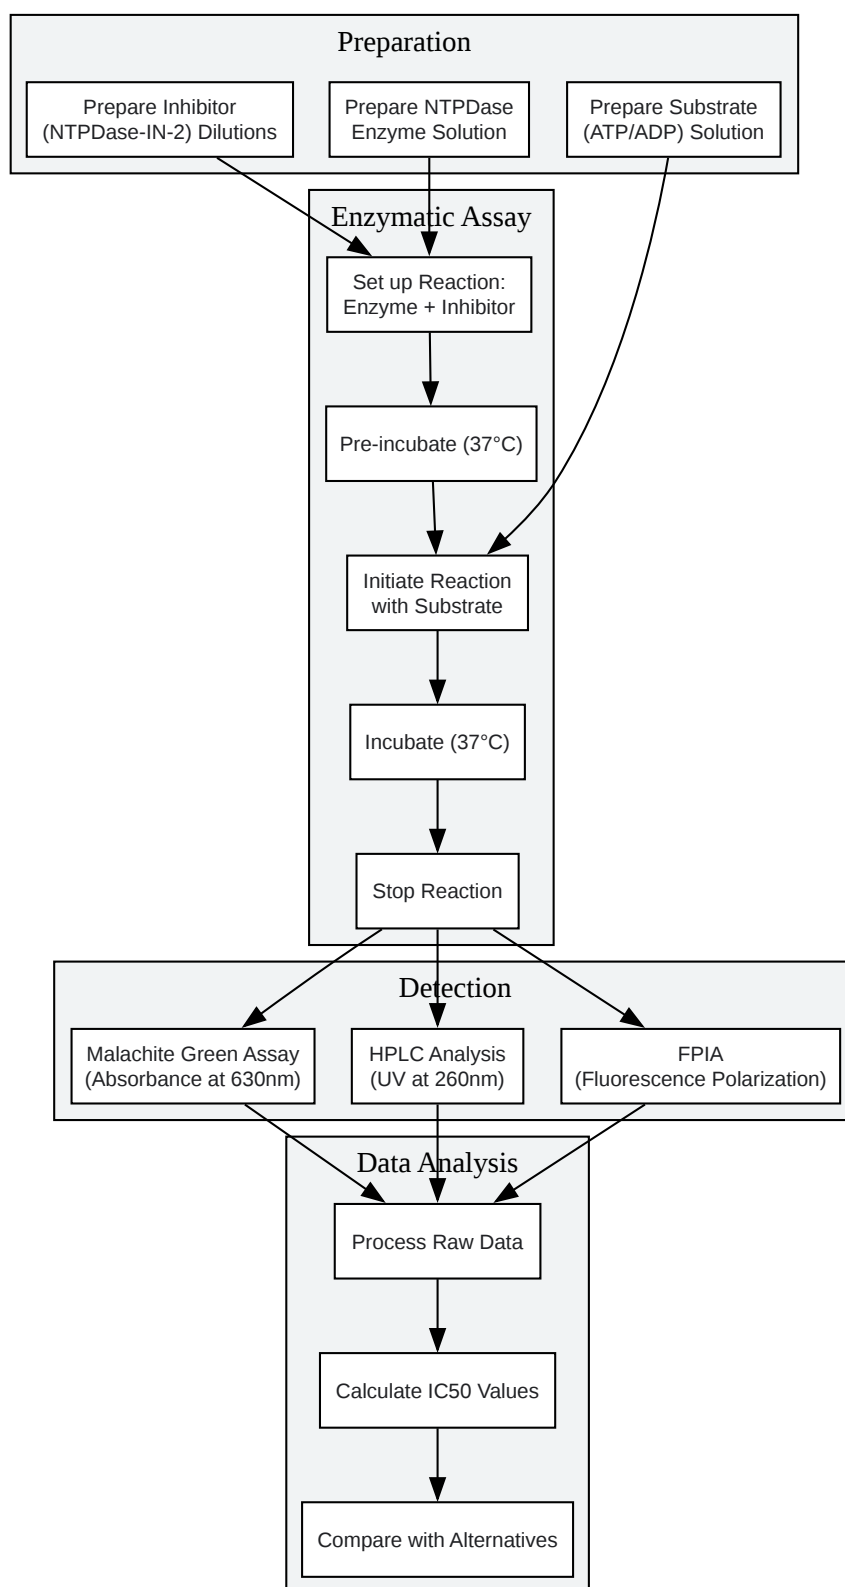 Preparation
Prepare Inhibitor
(NTPDase-IN-2) Dilutions
Prepare NTPDase
Enzyme Solution
Prepare Substrate
(ATP/ADP) Solution
Enzymatic Assay
Set up Reaction:
Enzyme + Inhibitor
Pre-incubate (37°C)
Initiate Reaction
with Substrate
Incubate (37°C)
Stop Reaction
Detection
Malachite Green Assay
(Absorbance at 630nm)
HPLC Analysis
(UV at 260nm)
FPIA
(Fluorescence Polarization)
Data Analysis
Process Raw Data
Calculate IC50 Values
Compare with Alternatives